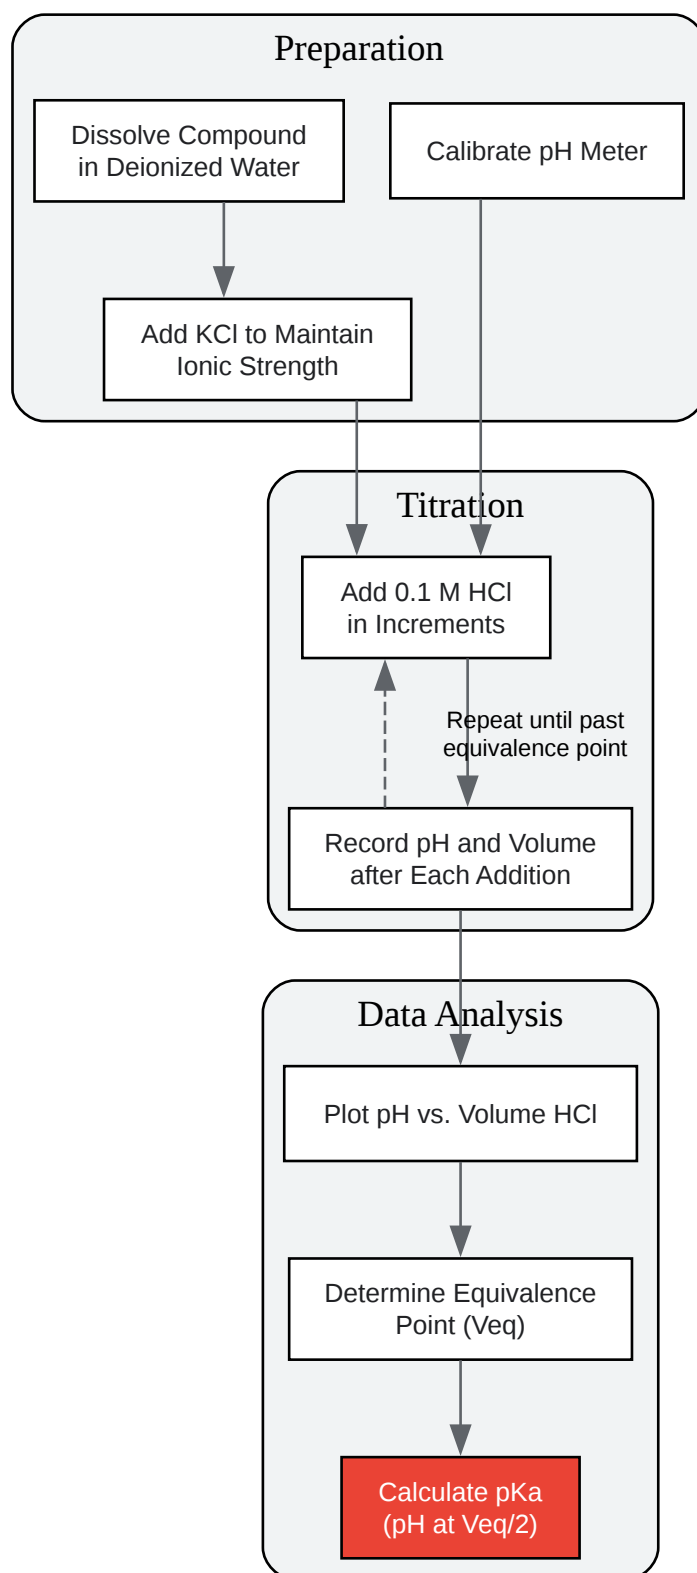 Preparation
Dissolve Compound
in Deionized Water
Calibrate pH Meter
Add KCl to Maintain
Ionic Strength
Titration
Add 0.1 M HCl
in Increments
Repeat until past
equivalence point
Record pH and Volume
after Each Addition
Data Analysis
Plot pH vs. Volume HCl
Determine Equivalence
Point (Veq)
Calculate pKa
(pH at Veq/2)